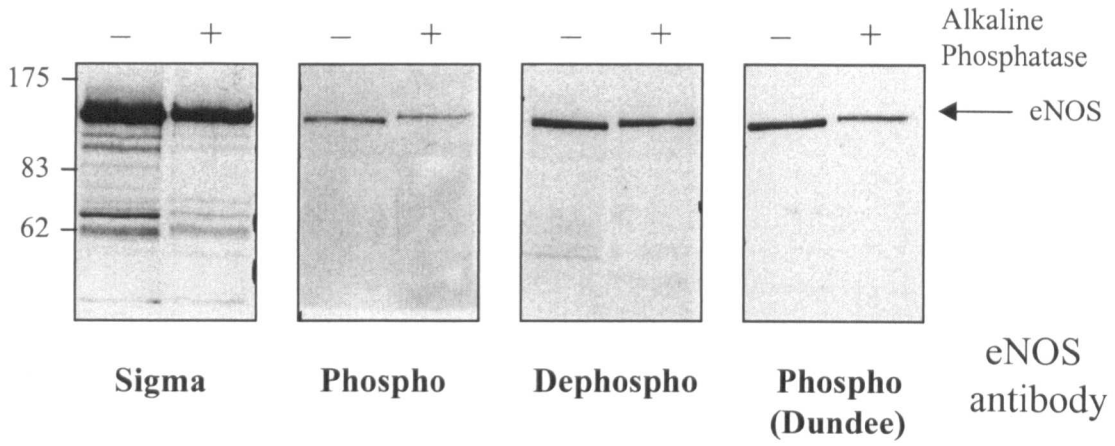 − + − + − + − + Alkaline
Phosphatase
175
eNOS
83
62
Sigma Phospho Dephospho Phospho
(Dundee)
eNOS
antibody